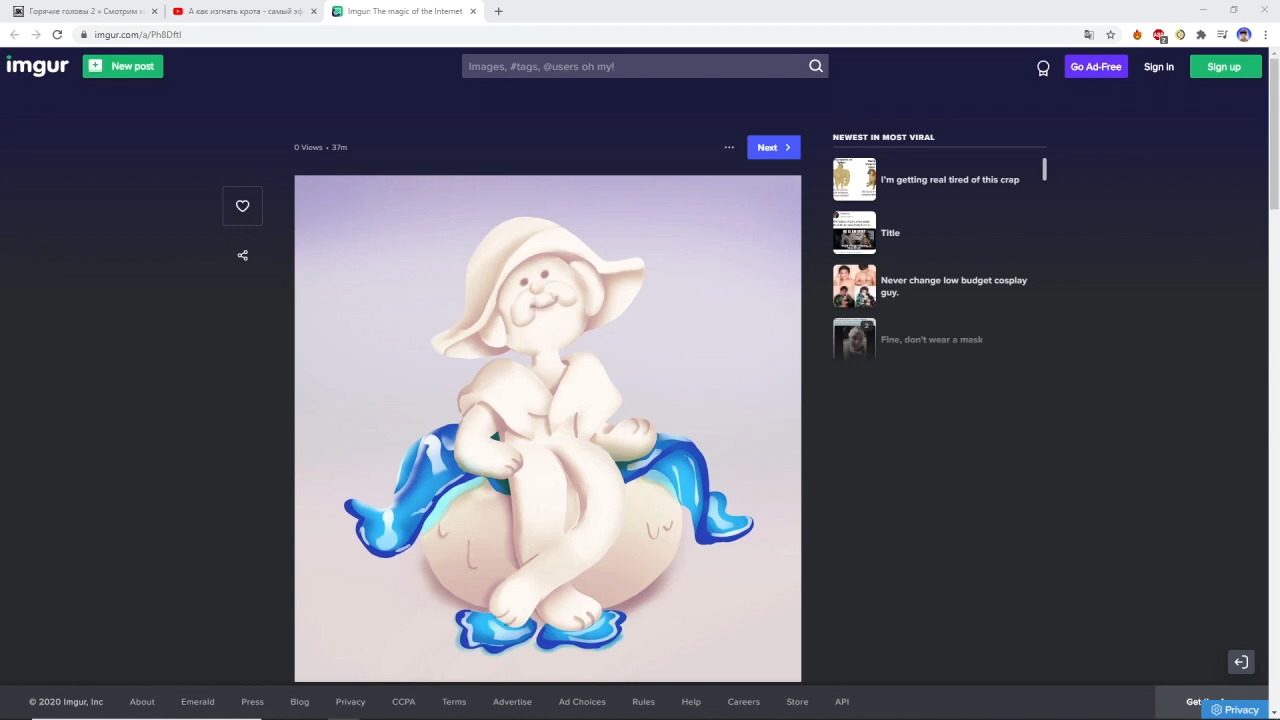 Горячие головы 2 » Смотрим к
А как изгнать крота - самый эф
Imgur: The magic of the Internet
imgur.com/a/Ph8DftI
imgur
New post
Images, #tags, @users oh my!
Go Ad-Free
Sign in
Sign up
0 Views • 37m
Next
NEWEST IN MOST VIRAL
I'm getting real tired of this crap
Title
Never change low budget cosplay
guy.
Fine, don't wear a mask
© 2020 Imgur, Inc
About
Emerald
Press
Blog
Privacy
CCPA
Terms
Advertise
Ad Choices
Rules
Help
Careers
Store
API
Get
Privacy